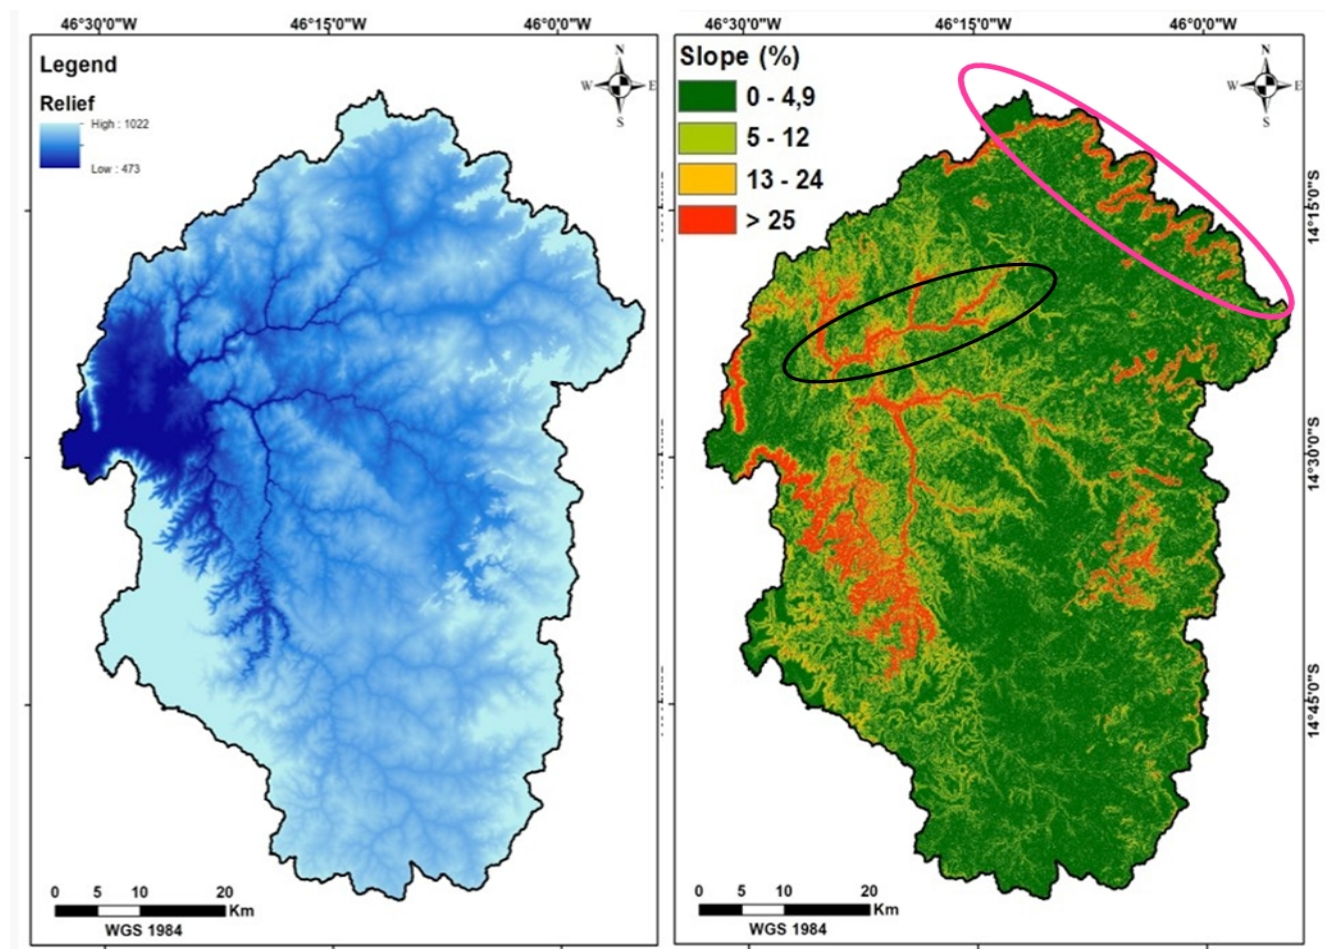 46°30'0"W 46°15'0"W 46°0'0"W
Legend
Relief
High : 1022
Low : 473
N
W E
S
0 5 10 20
Km
WGS 1984
46°30'0"W 46°15'0"W 46°0'0"W
Slope (%)
0 - 4,9
5 - 12
13 - 24
> 25
N
W E
S
14°15'0"S
14°30'0"S
14°45'0"S
0 5 10 20
Km
WGS 1984